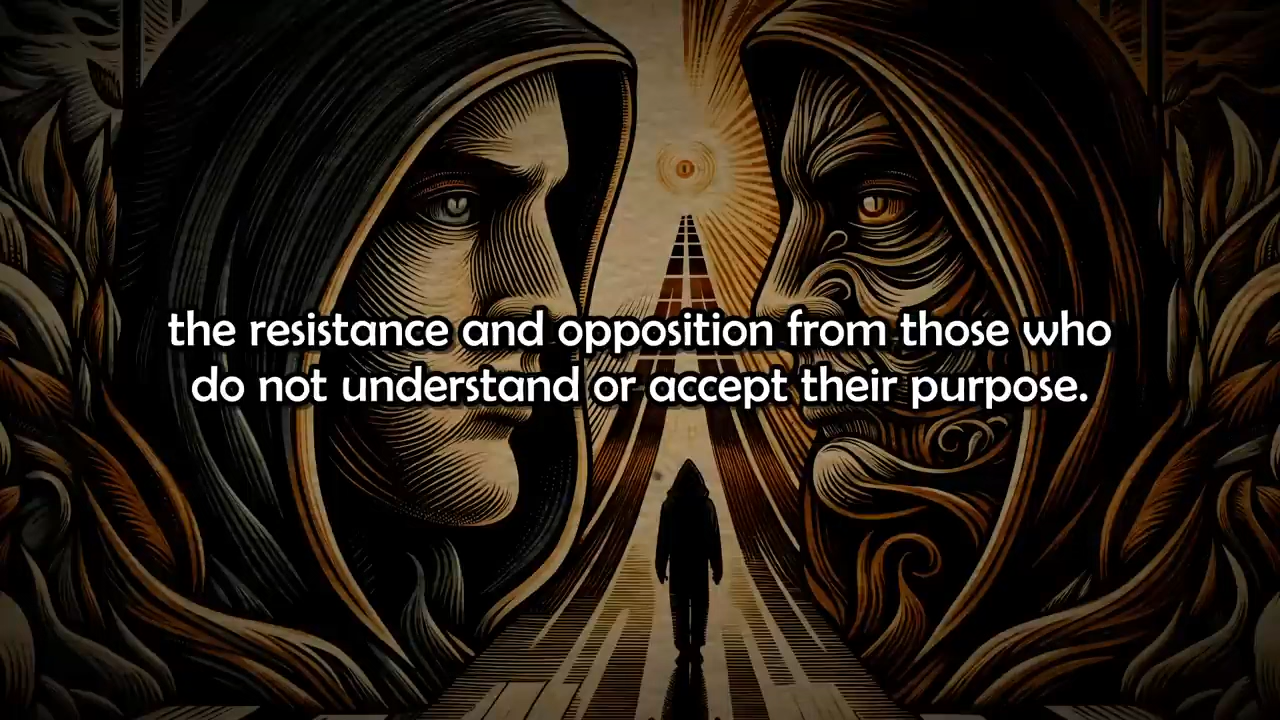 the resistance and opposition from those who
do not understand or accept their purpose.